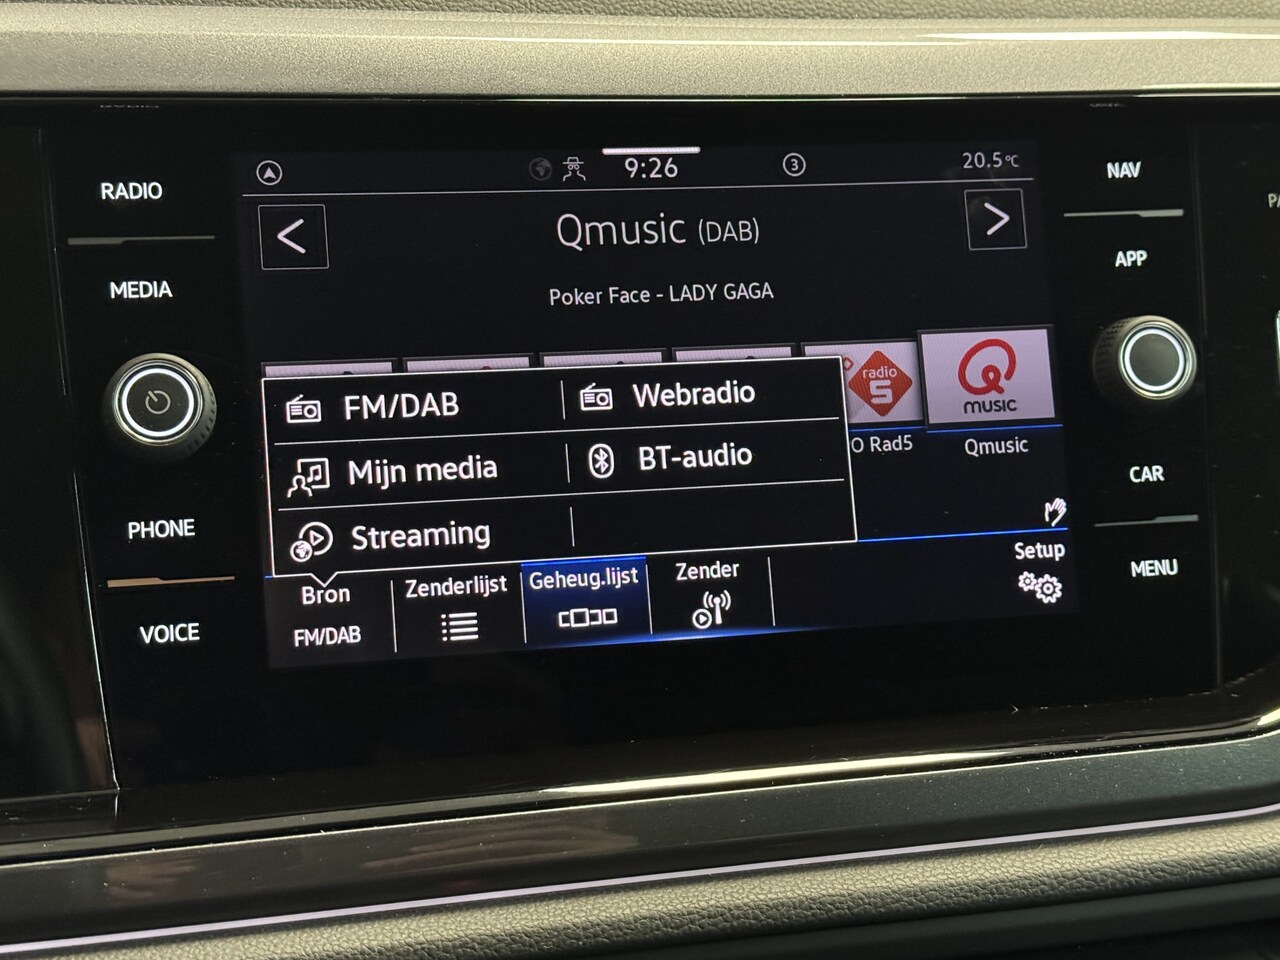 RADIO
MEDIA
PHONE
VOICE
9:26
3
20.5°C
Qmusic (DAB)
Poker Face - LADY GAGA
radio
5
MUSIC
O Rad5
Qmusic
FM/DAB
Webradio
Mijn media
BT-audio
Streaming
Bron
FM/DAB
Zenderlijst
Geheug.lijst
Zender
Setup
NAV
APP
CAR
MENU